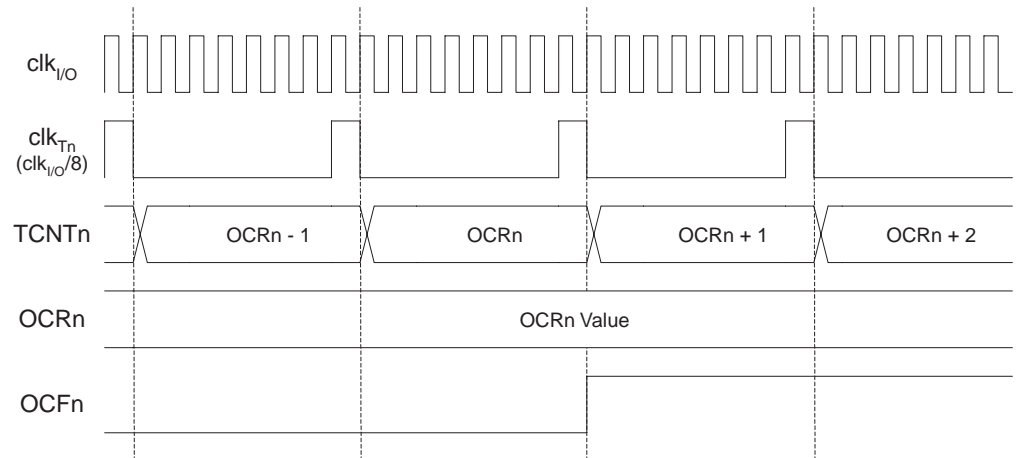 clkI/O
clkTn
(clkI/O/8)
TCNTn
OCRn - 1
OCRn
OCRn + 1
OCRn + 2
OCRn
OCRn Value
OCFn